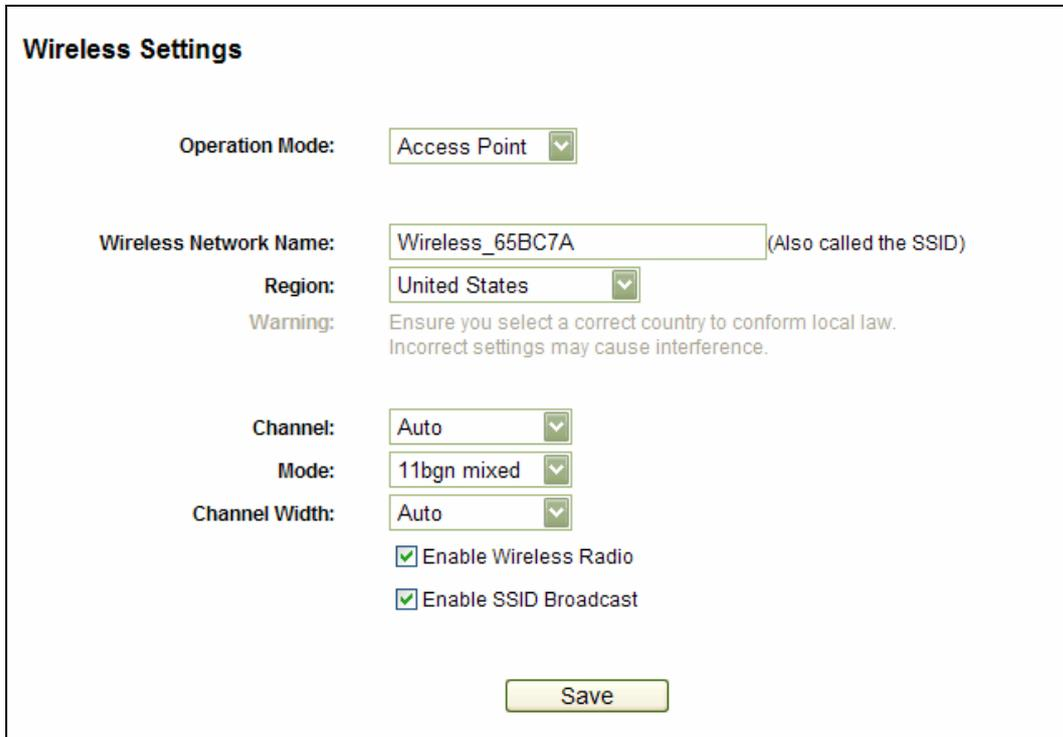 Wireless Settings
Operation Mode: Access Point
Wireless Network Name: Wireless_65BC7A (Also called the SSID)
Region: United States
Warning: Ensure you select a correct country to conform local law.
Incorrect settings may cause interference.
Channel: Auto
Mode: 11bgn mixed
Channel Width: Auto
Enable Wireless Radio
Enable SSID Broadcast
Save